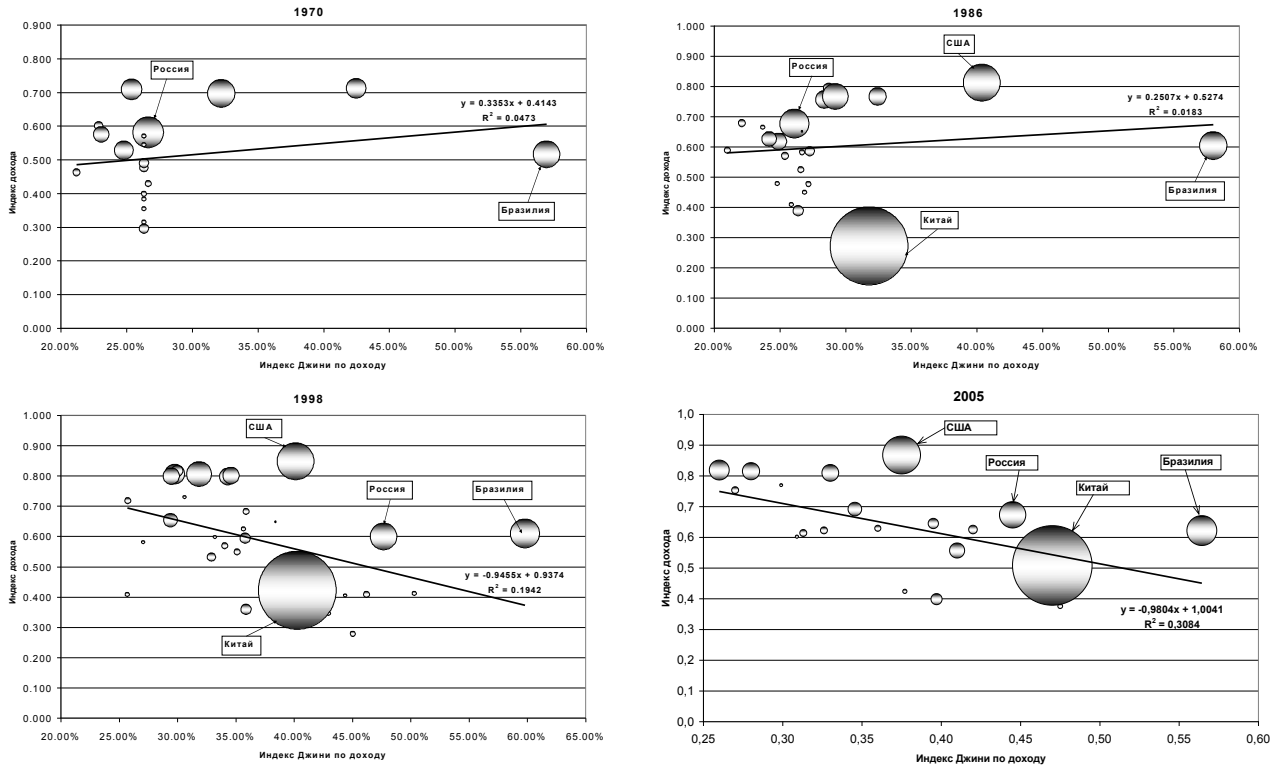 1970
0.900
0.800
0.700
0.600
0.500
0.400
0.300
0.200
0.100
0.000
Индекс дохода
Россия
y = 0.3353x + 0.4143
R² = 0.0473
Бразилия
20.00% 25.00% 30.00% 35.00% 40.00% 45.00% 50.00% 55.00% 60.00%
Индекс Джини по доходу
1986
1.000
0.900
0.800
0.700
0.600
0.500
0.400
0.300
0.200
0.100
0.000
Индекс дохода
США
Россия
y = 0.2507x + 0.5274
R² = 0.0183
Бразилия
Китай
20.00% 25.00% 30.00% 35.00% 40.00% 45.00% 50.00% 55.00% 60.00%
Индекс Джини по доходу
1998
1.000
0.900
0.800
0.700
0.600
0.500
0.400
0.300
0.200
0.100
0.000
Индекс дохода
США
Россия
Бразилия
y = -0.9455x + 0.9374
R² = 0.1942
Китай
20.00% 25.00% 30.00% 35.00% 40.00% 45.00% 50.00% 55.00% 60.00% 65.00%
Индекс Джини по доходу
2005
1,0
0,9
0,8
0,7
0,6
0,5
0,4
0,3
0,2
0,1
0,0
Индекс дохода
США
Россия
Бразилия
Китай
y = -0,9804x + 1,0041
R² = 0,3084
0,25 0,30 0,35 0,40 0,45 0,50 0,55 0,60
Индекс Джини по доходу